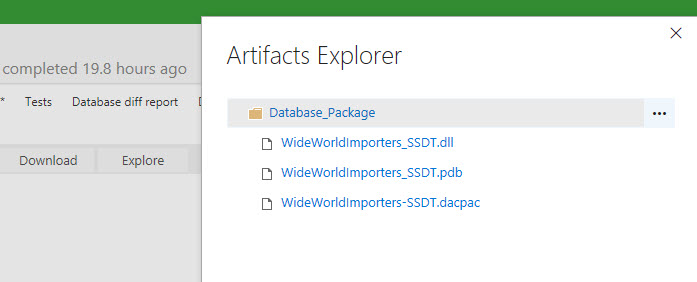 Artifacts Explorer
completed 19.8 hours ago
* Tests Database diff report
Download Explore
Database_Package
WideWorldImporters_SSDT.dll
WideWorldImporters_SSDT.pdb
WideWorldImporters-SSDT.dacpac